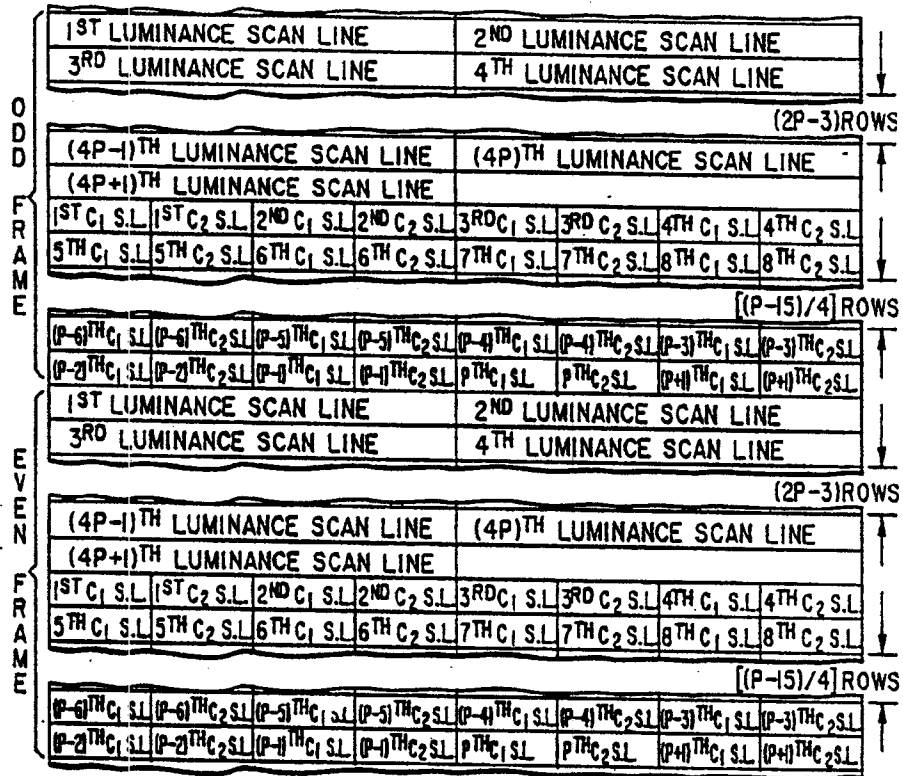 1ST LUMINANCE SCAN LINE 2ND LUMINANCE SCAN LINE
3RD LUMINANCE SCAN LINE 4TH LUMINANCE SCAN LINE
(2P-3)ROWS
(4P-1)TH LUMINANCE SCAN LINE (4P)TH LUMINANCE SCAN LINE
(4P+1)TH LUMINANCE SCAN LINE
1ST C1 S.L. 1ST C2 S.L. 2ND C1 S.L. 2ND C2 S.L. 3RD C1 S.L. 3RD C2 S.L. 4TH C1 S.L. 4TH C2 S.L.
5TH C1 S.L. 5TH C2 S.L. 6TH C1 S.L. 6TH C2 S.L. 7TH C1 S.L. 7TH C2 S.L. 8TH C1 S.L. 8TH C2 S.L.
[(P-15)/4] ROWS
(P-6)TH C1 S.L. (P-6)TH C2 S.L. (P-5)TH C1 S.L. (P-5)TH C2 S.L. (P-4)TH C1 S.L. (P-4)TH C2 S.L. (P-3)TH C1 S.L. (P-3)TH C2 S.L.
(P-2)TH C1 S.L. (P-2)TH C2 S.L. (P-1)TH C1 S.L. (P-1)TH C2 S.L. PTH C1 S.L. PTH C2 S.L. (P+1)TH C1 S.L. (P+1)TH C2 S.L.
ODD FRAME
1ST LUMINANCE SCAN LINE 2ND LUMINANCE SCAN LINE
3RD LUMINANCE SCAN LINE 4TH LUMINANCE SCAN LINE
(2P-3)ROWS
(4P-1)TH LUMINANCE SCAN LINE (4P)TH LUMINANCE SCAN LINE
(4P+1)TH LUMINANCE SCAN LINE
1ST C1 S.L. 1ST C2 S.L. 2ND C1 S.L. 2ND C2 S.L. 3RD C1 S.L. 3RD C2 S.L. 4TH C1 S.L. 4TH C2 S.L.
5TH C1 S.L. 5TH C2 S.L. 6TH C1 S.L. 6TH C2 S.L. 7TH C1 S.L. 7TH C2 S.L. 8TH C1 S.L. 8TH C2 S.L.
[(P-15)/4] ROWS
(P-6)TH C1 S.L. (P-6)TH C2 S.L. (P-5)TH C1 S.L. (P-5)TH C2 S.L. (P-4)TH C1 S.L. (P-4)TH C2 S.L. (P-3)TH C1 S.L. (P-3)TH C2 S.L.
(P-2)TH C1 S.L. (P-2)TH C2 S.L. (P-1)TH C1 S.L. (P-1)TH C2 S.L. PTH C1 S.L. PTH C2 S.L. (P+1)TH C1 S.L. (P+1)TH C2 S.L.
EVEN FRAME